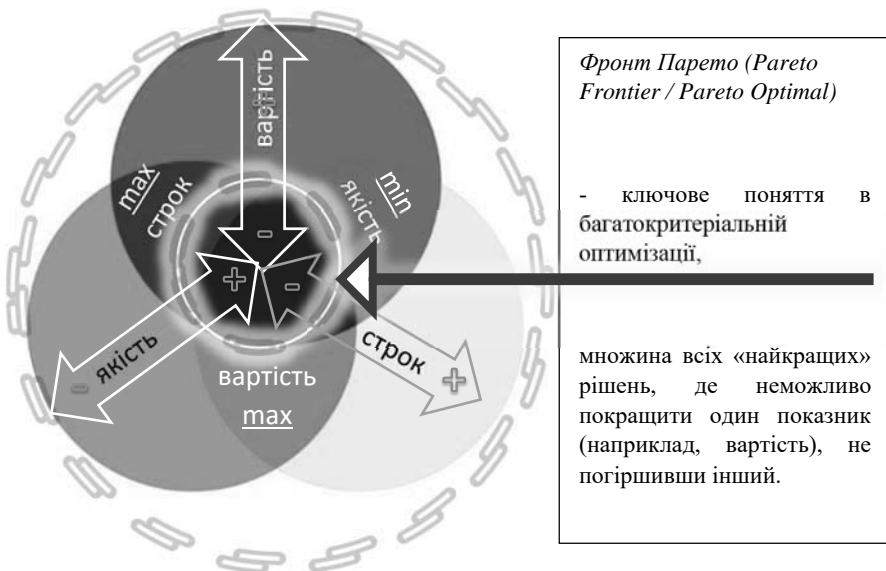 вартість
+
max
строк
min
якість
-
+
-
якість
-
строк
+
вартість
max
Фронт Парето (Pareto
Frontier / Pareto Optimal)
- ключове поняття в
багатокритеріальній
оптимізації,
множина всіх «найкращих»
рішень, де неможливо
покращити один показник
(наприклад, вартість), не
погіршивши інший.